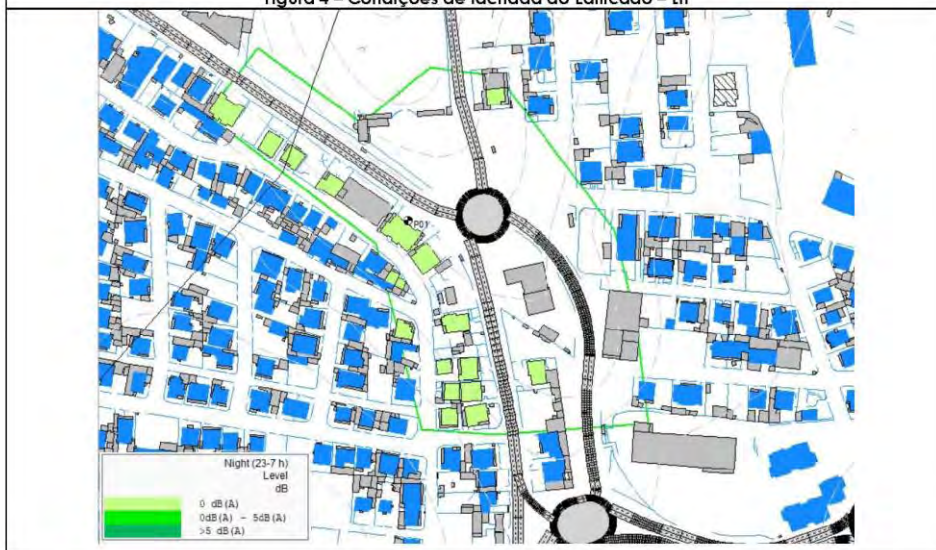 Figura 4 – Condições de Idoneidade do Edificado – Ln
P01
Night (23-7 h)
Level
dB
0 dB(A)
0dB(A) - 5dB(A)
>5 dB(A)